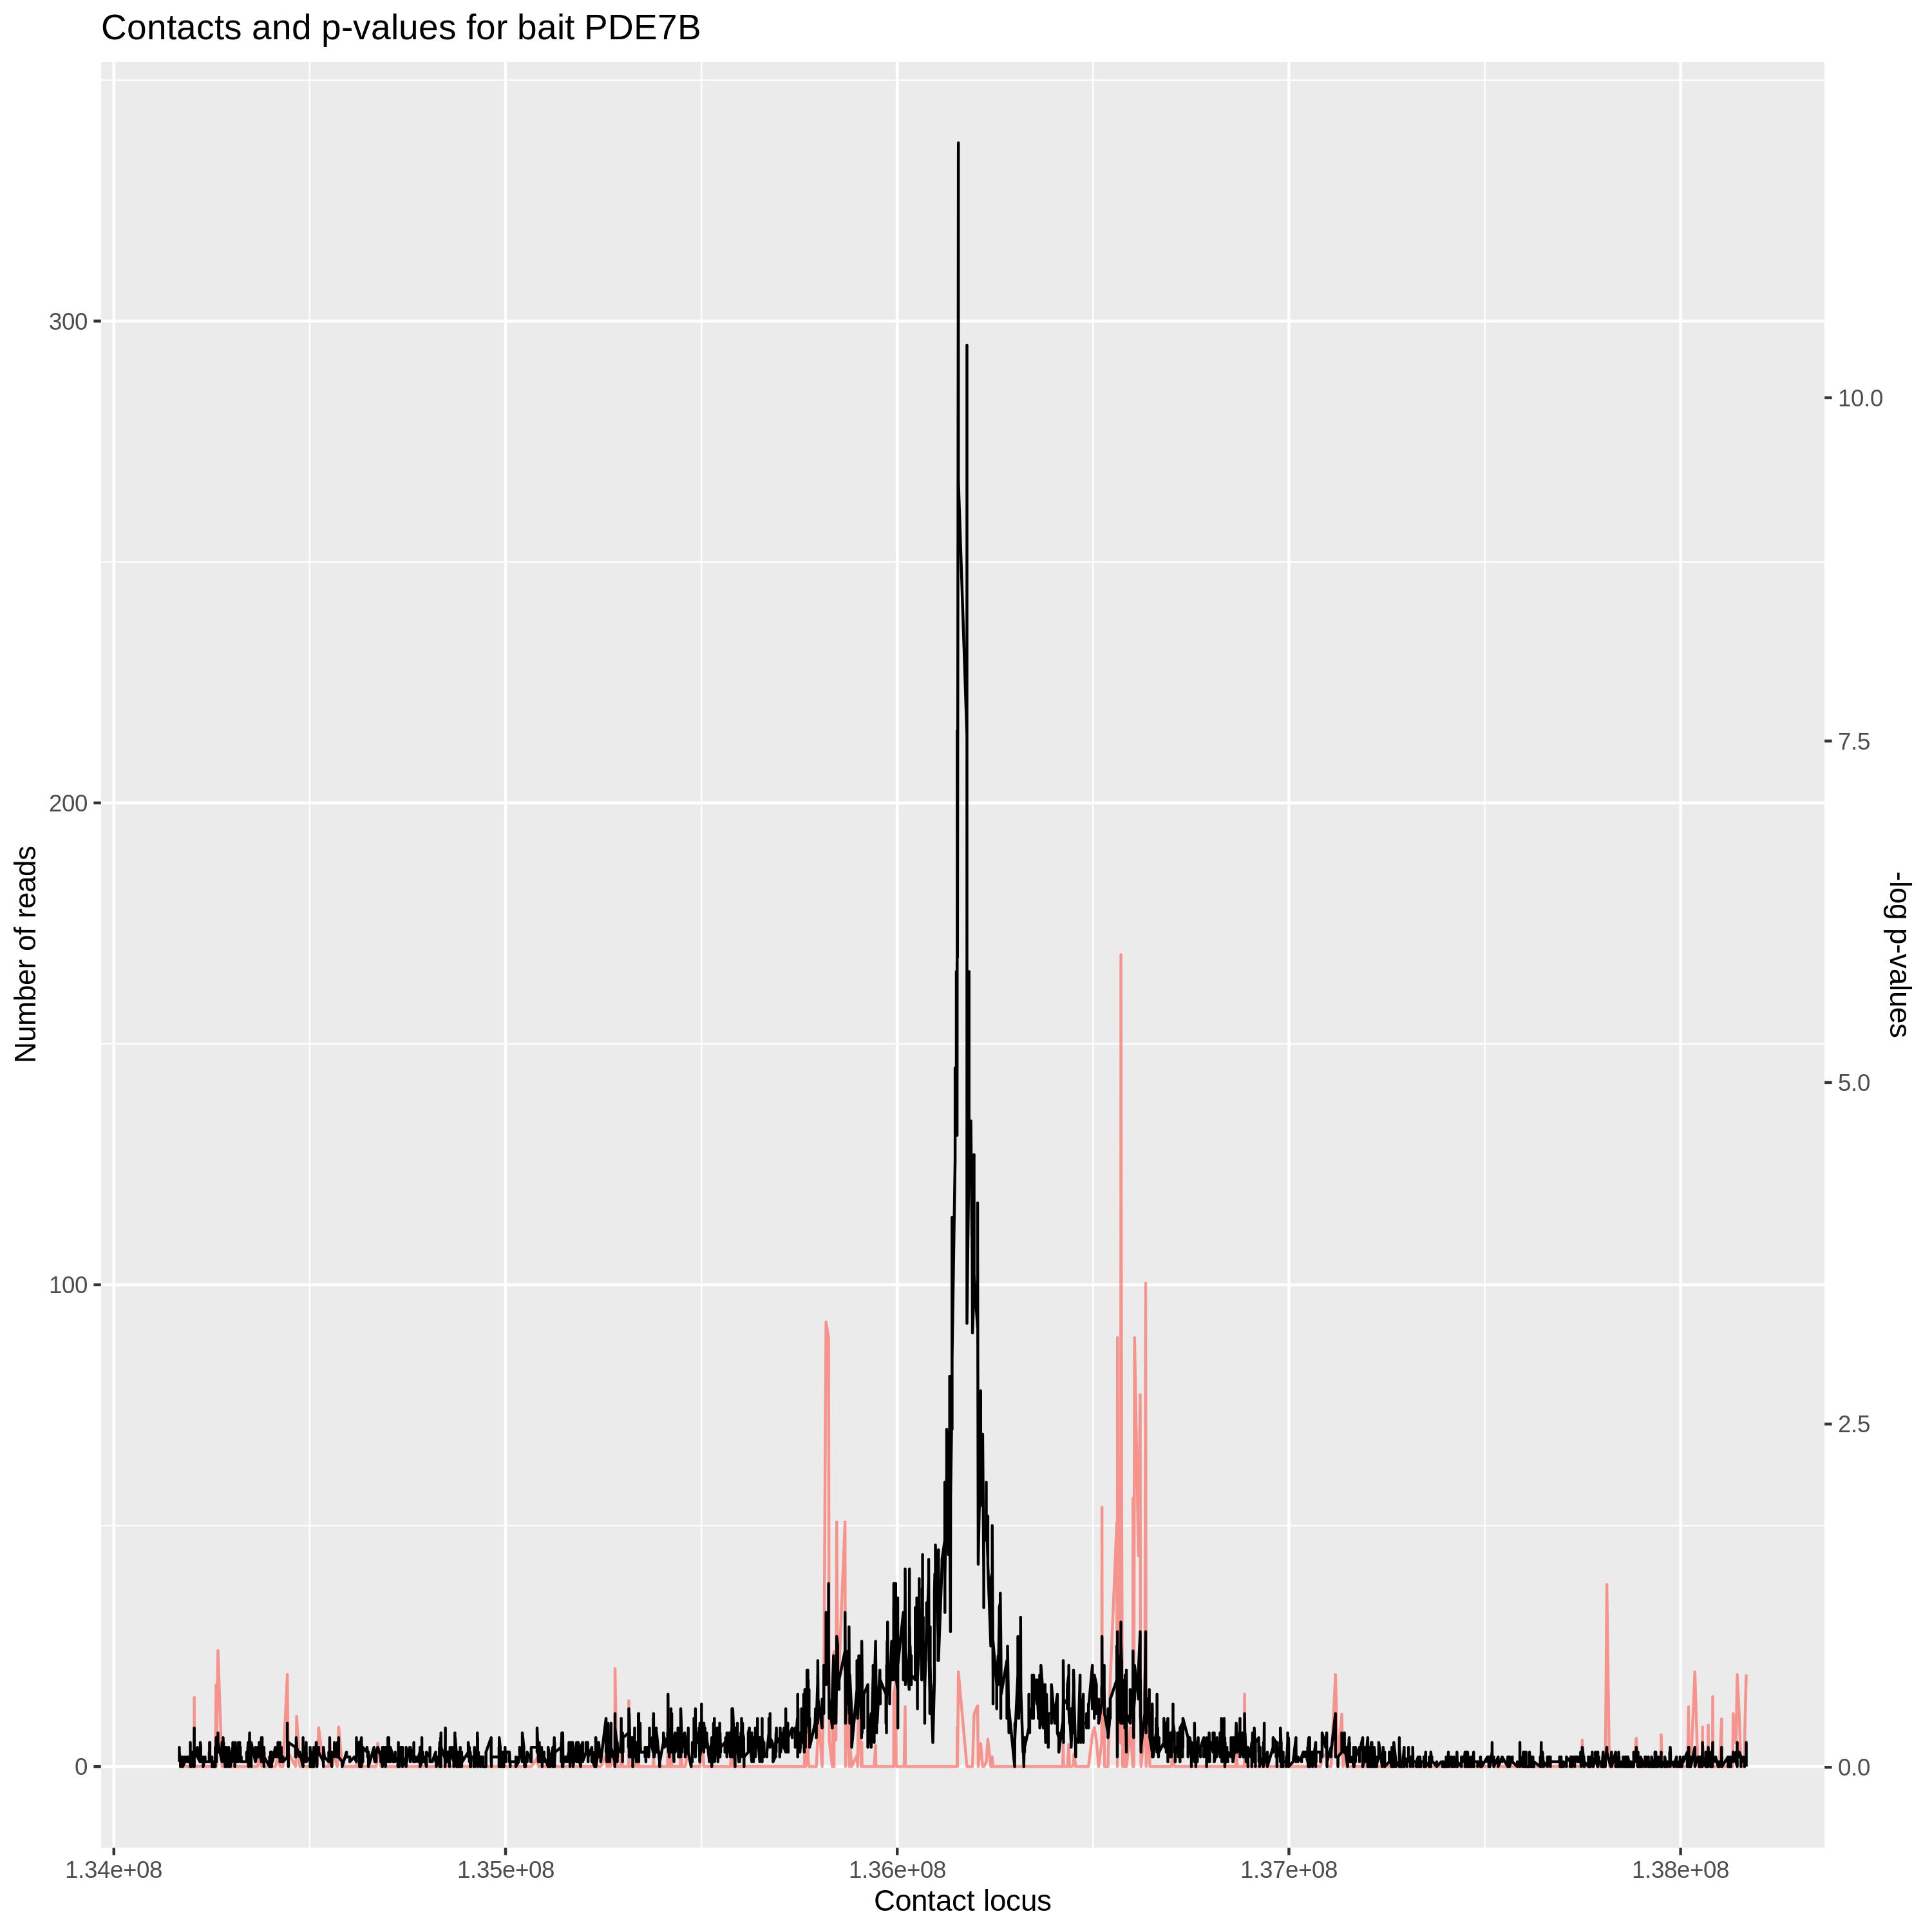 Contacts and p-values for bait PDE7B
300
200
100
0
Number of reads
10.0
7.5
5.0
2.5
0.0
-log p-values
1.34e+08
1.35e+08
1.36e+08
1.37e+08
1.38e+08
Contact locus